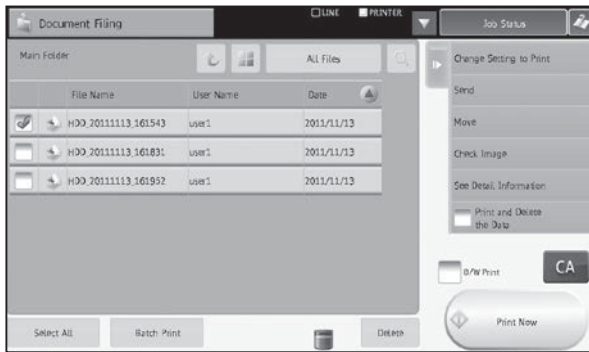 Document Filing
LINE PRINTER
Job Status
Main Folder
All Files
Change Setting to Print
File Name User Name Date
Send
HDD_20111113_161543 user1 2011/11/13
Move
HDD_20111113_161831 user1 2011/11/13
Check Image
HDD_20111113_161952 user1 2011/11/13
See Detail Information
Print and Delete
the Data
B/W Print
CA
Select All
Batch Print
Delete
Print Now